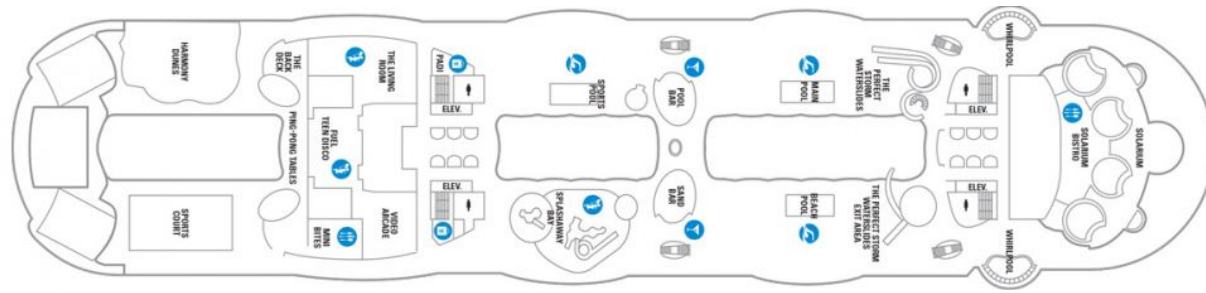 HARMONY
DUNES
THE
BACK
DECK
THE LIVING
ROOM
PADI
ELEV.
SPORTS
POOL
POOL
BAR
MAIN
POOL
THE
PERFECT
STORM
WATERSLIDES
ELEV.
WHIRLPOOL
PING-PONG TABLES
FUEL
TEEN DISCO
SOLARIUM
BISTRO
SOLARIUM
SPORTS
COURT
MINI
BITES
VIDEO
ARCADE
ELEV.
SPLASHAWAY
BAY
SAND
BAR
BEACH
POOL
THE PERFECT STORM
WATERSLIDES
EXIT AREA
ELEV.
WHIRLPOOL